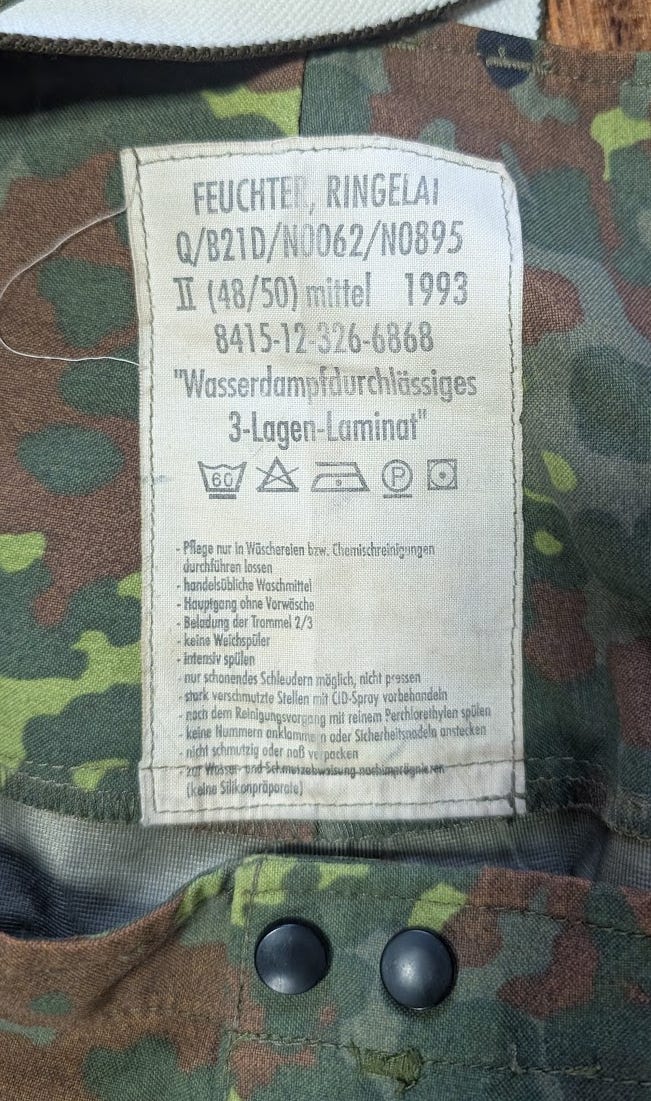 FEUCHTER, RINGELAI
Q/B21D/N0062/N0895
II (48/50) mittel 1993
8415-12-326-6868
"Wasserdampfdurchlässiges
3-Lagen-Laminat"
60 P
- Pflege nur in Wäschereien bzw. Chemischreinigungen
durchführen lassen
- handelsübliche Waschmittel
- Hauptgang ohne Vorwäsche
- Beladung der Trommel 2/3
- keine Weichspüler
- intensiv spülen
- nur schonendes Schleudern möglich, nicht pressen
- stark verschmutzte Stellen mit CID-Spray vorbehandeln
- nach dem Reinigungsvorgang mit reinem Perchlorethylen spülen
- keine Nummern anklammern oder Sicherheitsnadeln anstecken
- nicht schmutzig oder naß verpacken
- zur Wasser- und Schmutzabweisung nachimprägnieren
(keine Silikonpräparate)